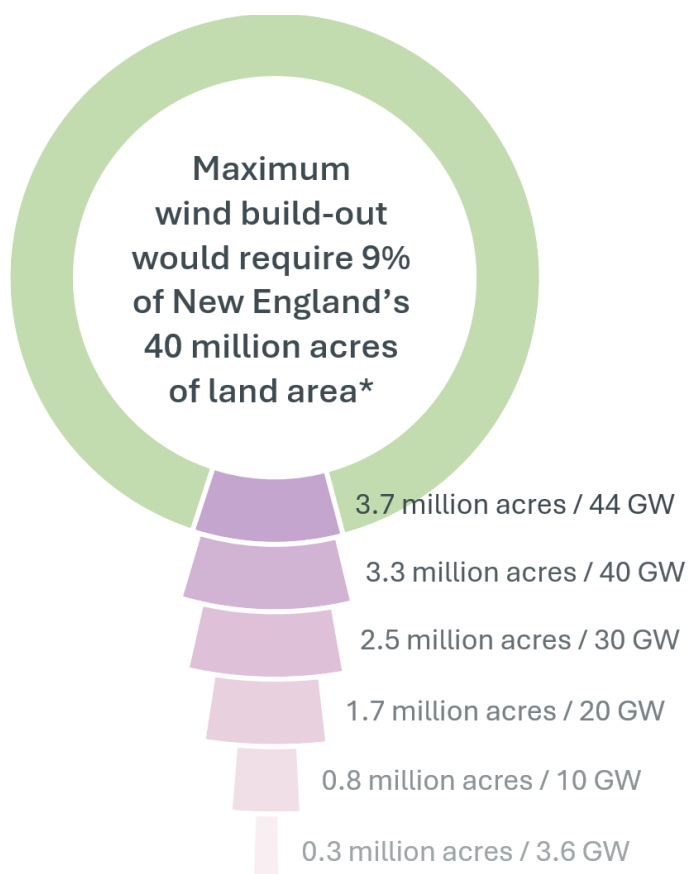 Maximum
wind build-out
would require 9%
of New England’s
40 million acres
of land area*
3.7 million acres / 44 GW
3.3 million acres / 40 GW
2.5 million acres / 30 GW
1.7 million acres / 20 GW
0.8 million acres / 10 GW
0.3 million acres / 3.6 GW